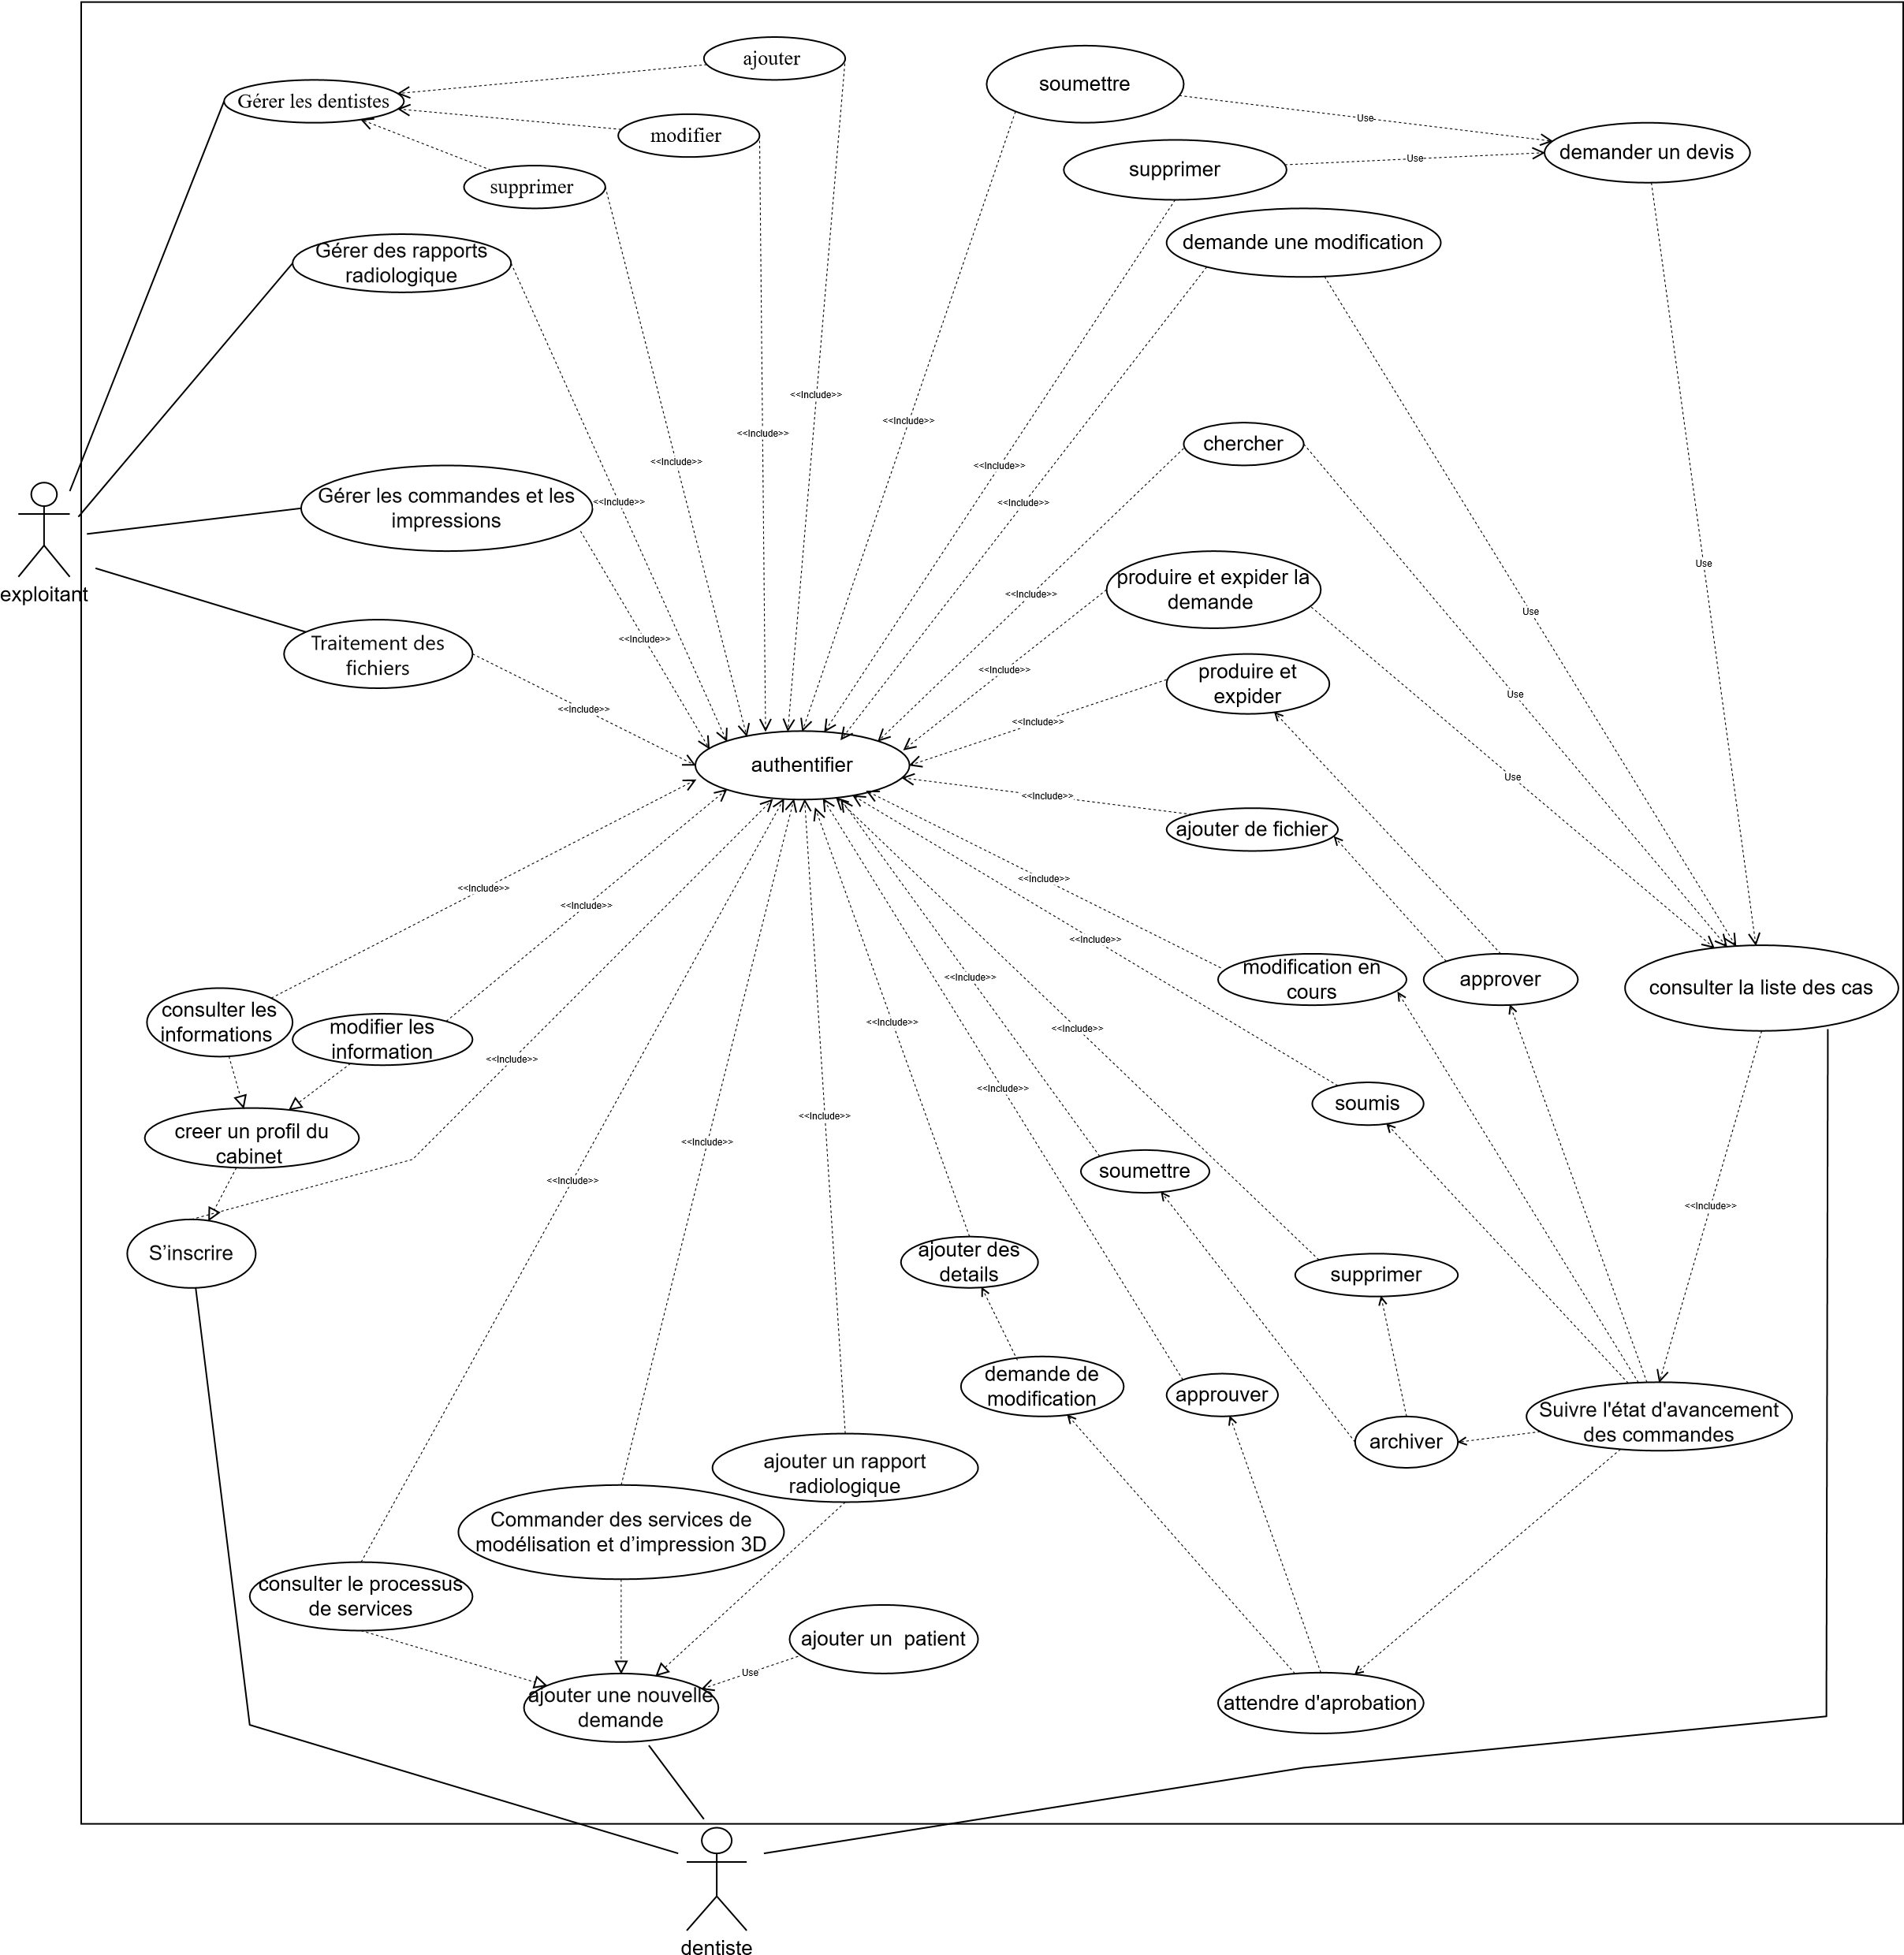 ajouter
soumettre
Gérer les dentistes
Use
modifier
demander un devis
Use
supprimer
supprimer
demande une modification
Gérer des rapports
radiologique
<<Include>>
<<Include>>
<<Include>>
chercher
<<Include>>
<<Include>>
Gérer les commandes et les
impressions
<<Include>>
<<Include>>
Use
produire et expider la
demande
exploitant
<<Include>>
Use
Traitement des
fichiers
<<Include>>
<<Include>>
produire et
expider
Use
<<Include>>
<<Include>>
authentifier
Use
<<Include>>
ajouter de fichier
<<Include>>
<<Include>>
<<Include>>
<<Include>>
<<Include>>
modification en
cours
approver
consulter la liste des cas
consulter les
informations
modifier les
information
<<Include>>
<<Include>>
<<Include>>
<<Include>>
soumis
<<Include>>
creer un profil du
cabinet
<<Include>>
soumettre
<<Include>>
<<Include>>
S'inscrire
ajouter des
details
supprimer
demande de
modification
approuver
Suivre l'état d'avancement
des commandes
archiver
ajouter un rapport
radiologique
Commander des services de
modélisation et d'impression 3D
consulter le processus
de services
ajouter un  patient
Use
ajouter une nouvelle
demande
attendre d'aprobation
dentiste